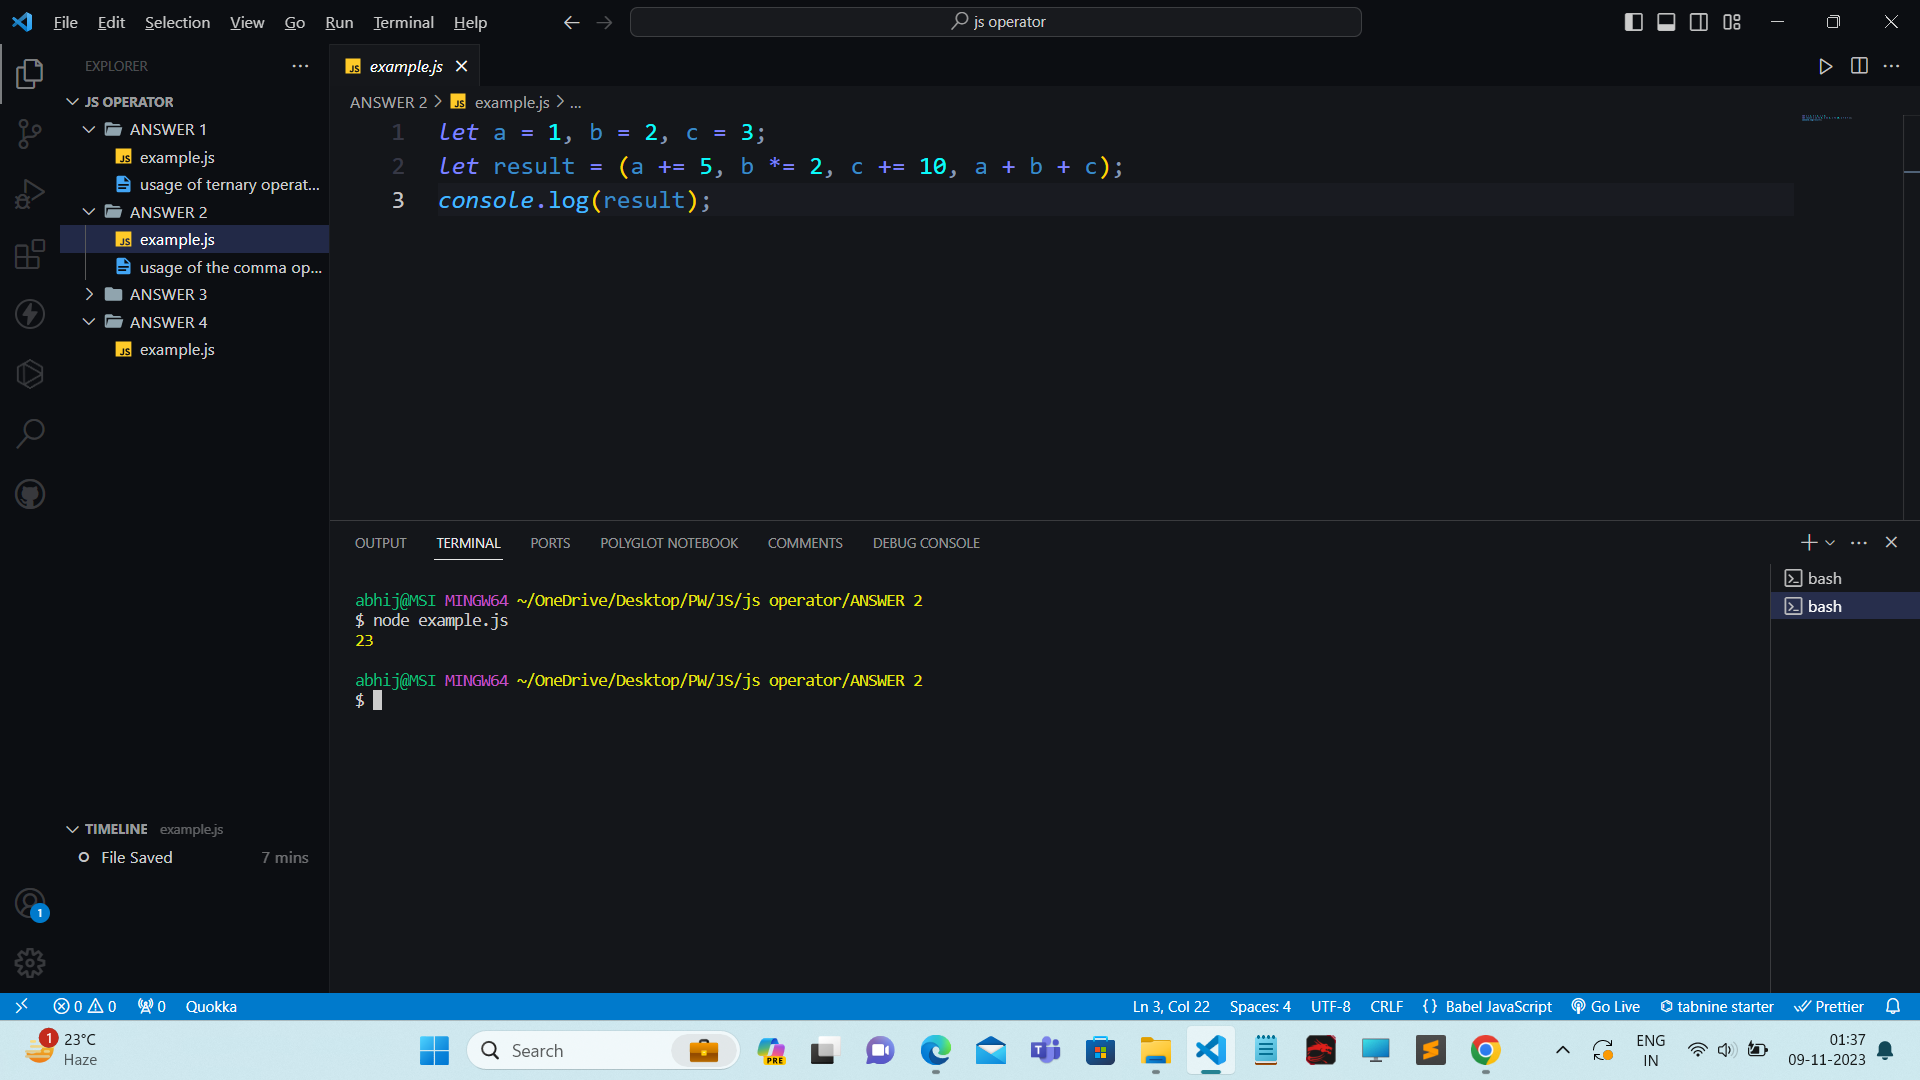 File Edit Selection View Go Run Terminal Help
js operator
EXPLORER
JS OPERATOR
ANSWER 1
example.js
usage of ternary operat...
ANSWER 2
example.js
usage of the comma op...
ANSWER 3
ANSWER 4
example.js
TIMELINE example.js
File Saved 7 mins
example.js
ANSWER 2 > example.js > ...
1 let a = 1, b = 2, c = 3;
2 let result = (a += 5, b *= 2, c += 10, a + b + c);
3 console.log(result);
OUTPUT TERMINAL PORTS POLYGLOT NOTEBOOK COMMENTS DEBUG CONSOLE
abhij@MSI MINGW64 ~/OneDrive/Desktop/PW/JS/js operator/ANSWER 2
$ node example.js
23
abhij@MSI MINGW64 ~/OneDrive/Desktop/PW/JS/js operator/ANSWER 2
$
bash
bash
1
0 0 0 Quokka
Ln 3, Col 22 Spaces: 4 UTF-8 CRLF {} Babel JavaScript Go Live tabnine starter Prettier
1
23°C
Haze
Search
PRE
ENG
IN
01:37
09-11-2023